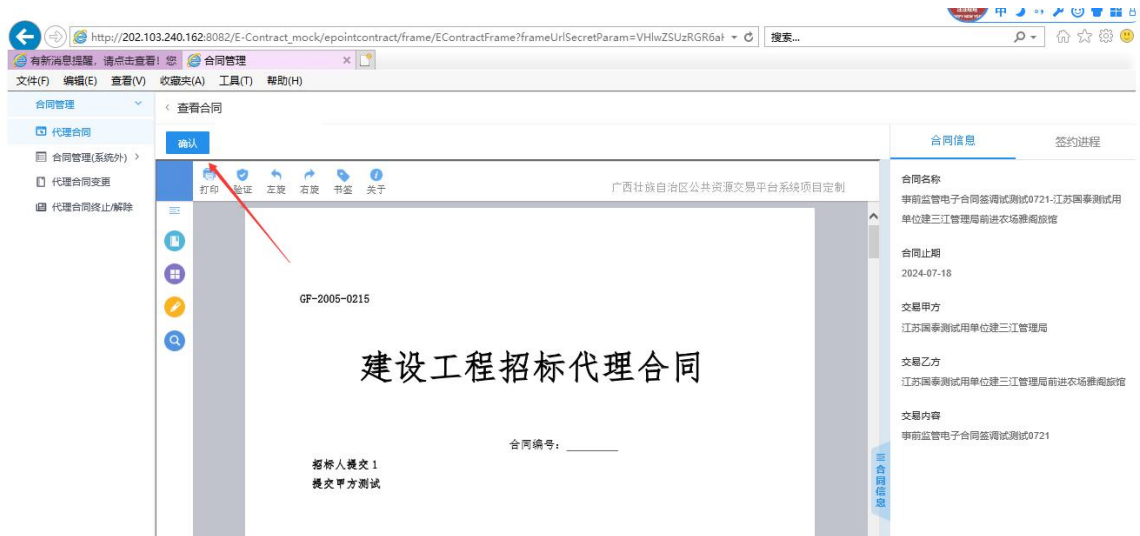 中
http://202.103.240.162:8082/E-Contract_mock/epointcontract/frame/EContractFrame?frameUrlSecretParam=VHlwZSUzRGR6aH
搜索...
有新消息提醒，请点击查看！您
合同管理
文件(F) 编辑(E) 查看(V) 收藏夹(A) 工具(T) 帮助(H)
合同管理
代理合同
合同管理(系统外)
代理合同变更
代理合同终止/解除
查看合同
确认
打印 验证 左旋 右旋 书签 关于
广西壮族自治区公共资源交易平台系统项目定制
GF-2005-0215
建设工程招标代理合同
合同编号：
招标人提交1
提交甲方测试
合同信息
合同信息 签约进程
合同名称
事前监管电子合同签调试测试0721-江苏国泰测试用
单位建三江管理局前进农场雅阁旅馆
合同止期
2024-07-18
交易甲方
江苏国泰测试用单位建三江管理局
交易乙方
江苏国泰测试用单位建三江管理局前进农场雅阁旅馆
交易内容
事前监管电子合同签调试测试0721